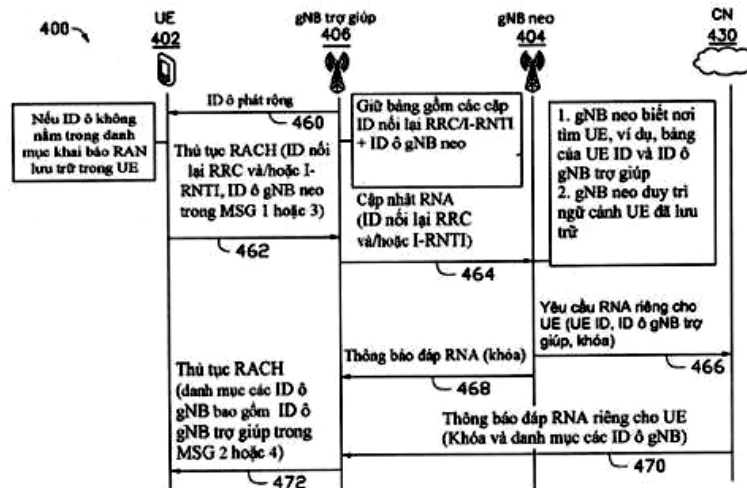 400
UE
402
gNB trợ giúp
406
gNB neo
404
CN
430
Nếu ID ô không
nằm trong danh
mục khai báo RAN
lưu trữ trong UE
ID ô phát rộng
460
Giữ bảng gồm các cặp
ID nối lại RRC/I-RNTI
+ ID ô gNB neo
1. gNB neo biết nơi
tìm UE, ví dụ, bảng
của UE ID và ID ô
gNB trợ giúp
2. gNB neo duy trì
ngữ cảnh UE đã lưu
trữ
Thủ tục RACH (ID nối
lại RRC và/hoặc I-
RNTI, ID ô gNB neo
trong MSG 1 hoặc 3)
462
Cập nhật RNA
(ID nối lại RRC
và/hoặc I-RNTI)
464
Yêu cầu RNA riêng cho
UE (UE ID, ID ô gNB trợ
giúp, khóa)
466
Thông báo đáp RNA (khóa)
468
Thủ tục RACH
(danh mục các ID ô
gNB bao gồm ID ô
gNB trợ giúp trong
MSG 2 hoặc 4)
472
Thông báo đáp RNA riêng cho UE
(Khóa và danh mục các ID ô gNB)
470